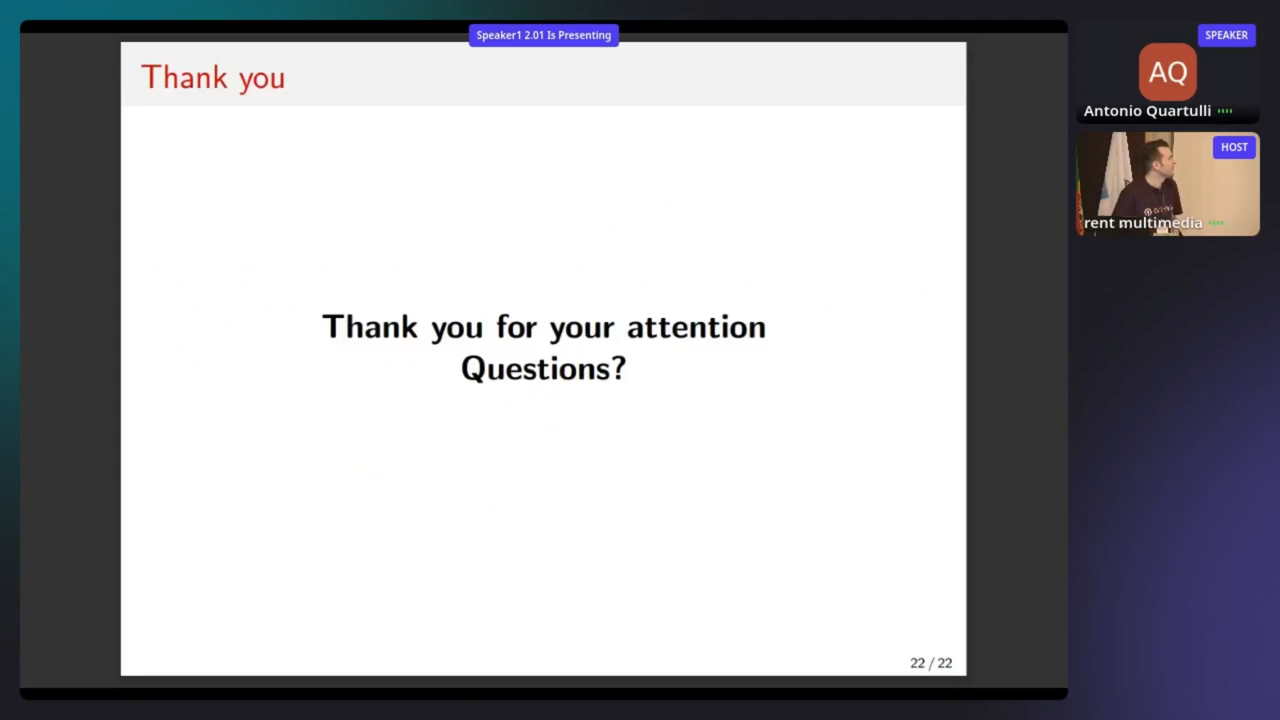 Speaker1 2.01 Is Presenting
Thank you
Thank you for your attention
Questions?
22 / 22
SPEAKER
AQ
Antonio Quartulli
HOST
rent multimedia